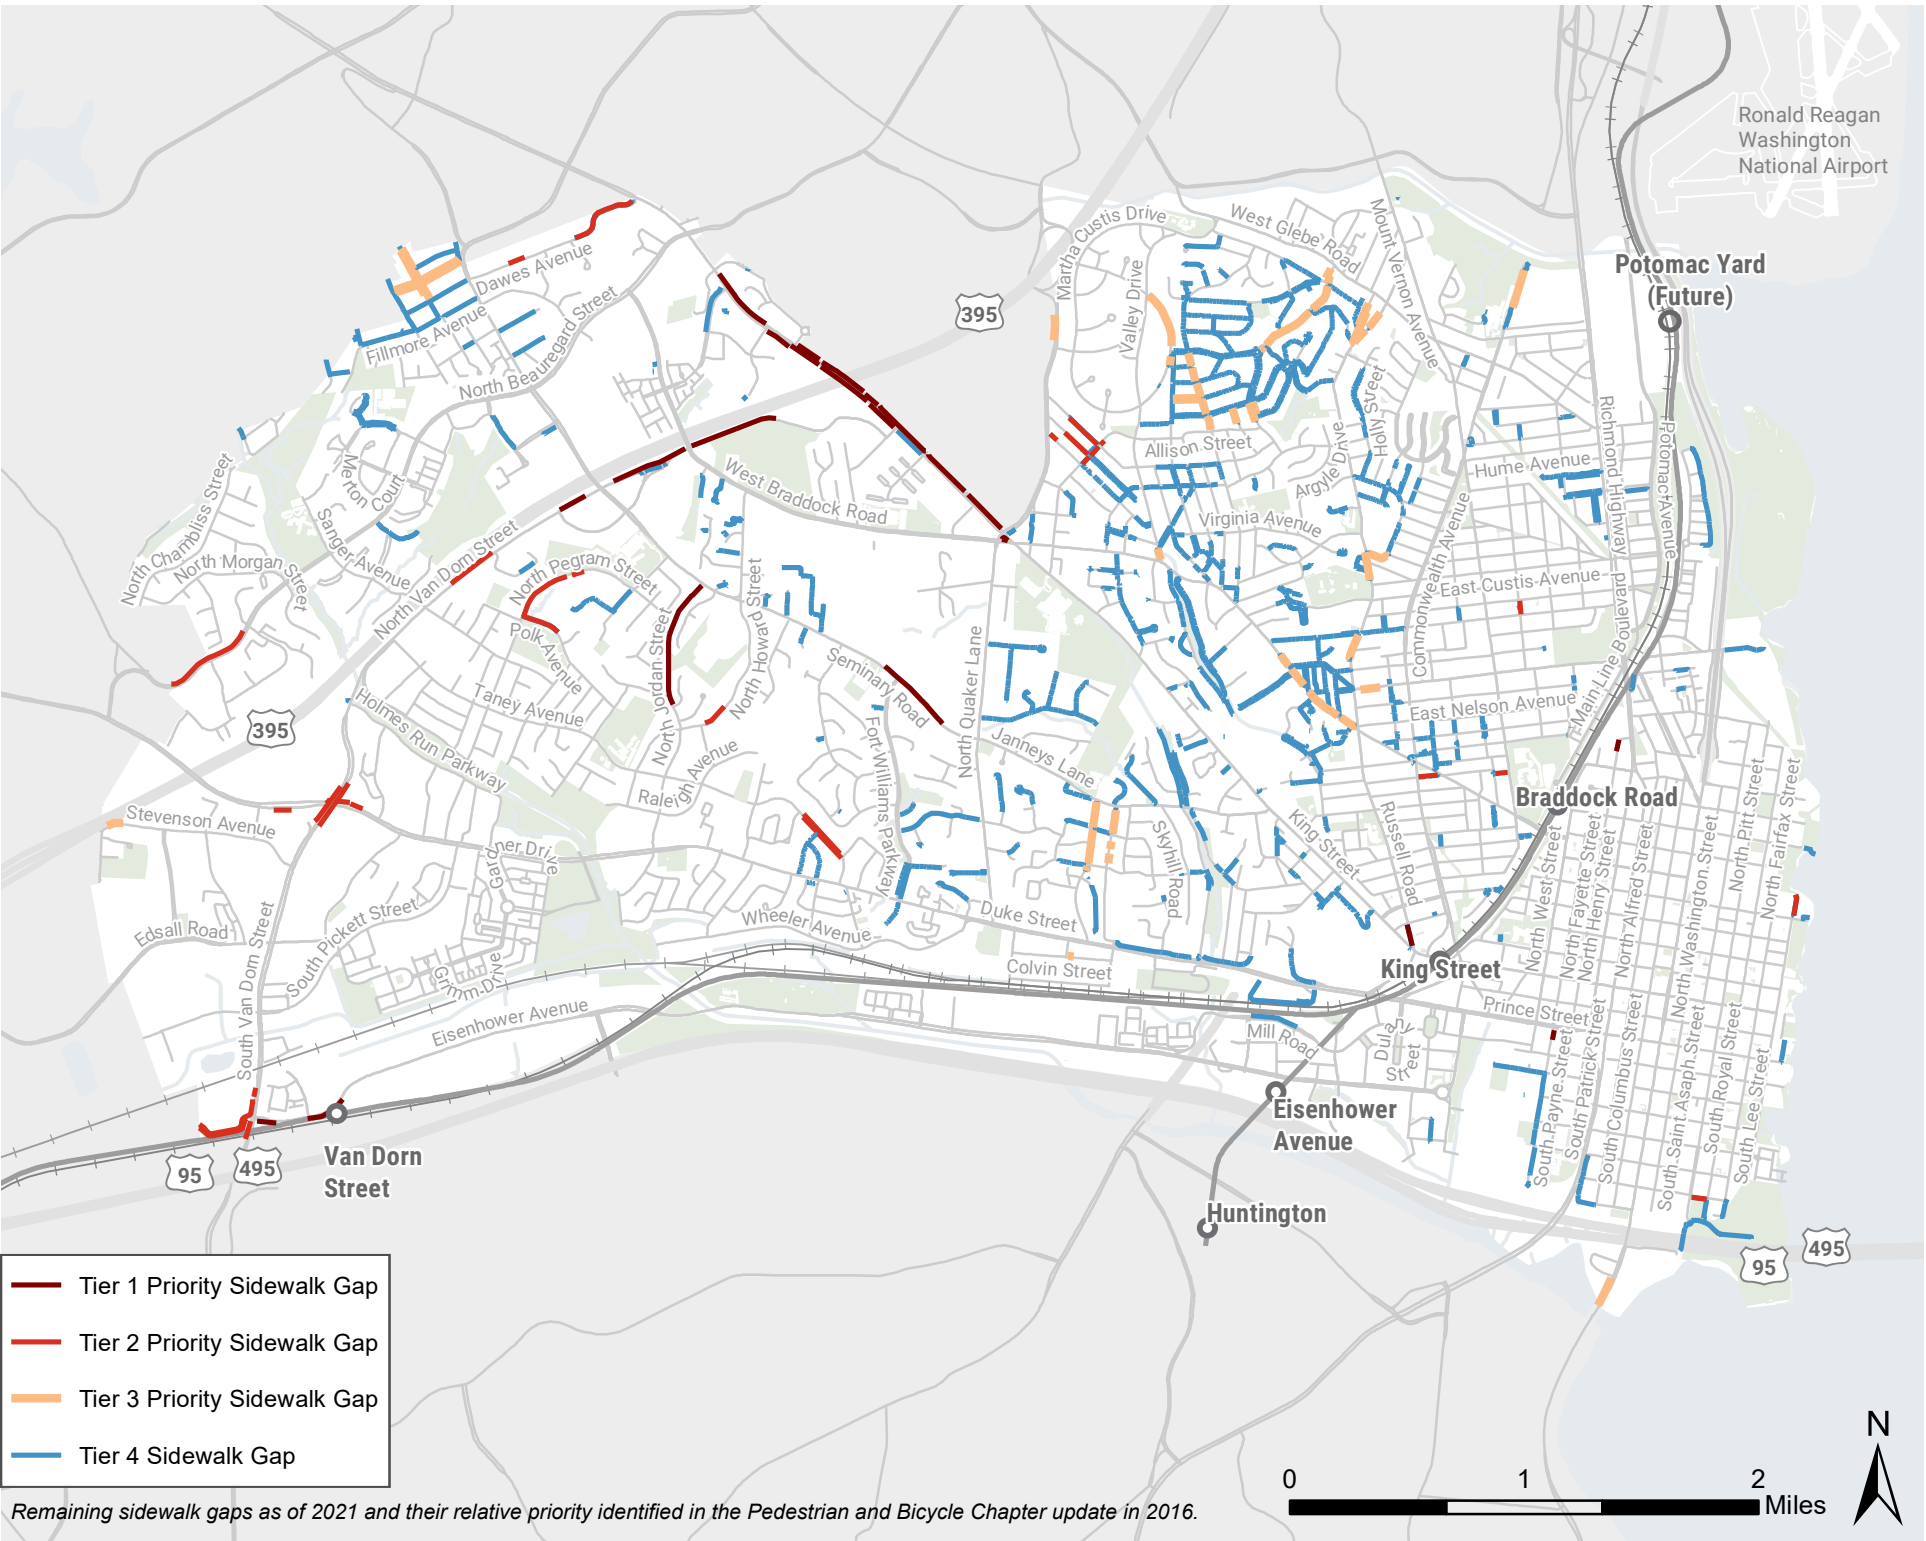 Ronald Reagan
Washington
National Airport
Potomac Yard
(Future)
West Glebe Road
Mount Vernon Avenue
Martha Custis Drive
Valley Drive
395
Dawes Avenue
Fillmore Avenue
North Beauregard Street
Holly Street
Allison Street
Argyle Drive
Hume Avenue
Richmond Highway
Potomac Avenue
Merton Court
West Braddock Road
Virginia Avenue
North Chambliss Street
North Morgan Street
Sanger Avenue
North Van Dorn Street
North Pegram Street
Polk Avenue
North Jordan Street
North Howard Street
East Custis Avenue
Commonwealth Avenue
Main Line Boulevard
East Nelson Avenue
Seminary Road
North Quaker Lane
Taney Avenue
Holmes Run Parkway
395
Raleigh Avenue
Fort Williams Parkway
Janneys Lane
Braddock Road
Stevenson Avenue
Gardner Drive
King Street
Russell Road
Skyhill Road
North West Street
North Fayette Street
North Henry Street
North Alfred Street
North Washington Street
North Pitt Street
North Fairfax Street
Edsall Road
South Van Dorn Street
South Pickett Street
Wheeler Avenue
Duke Street
Grimm Drive
Colvin Street
King Street
Eisenhower Avenue
Mill Road
Dulany
Street
Prince Street
South Payne Street
South Patrick Street
South Columbus Street
South Saint Asaph Street
South Royal Street
South Lee Street
Eisenhower
Avenue
Van Dorn
Street
95
495
Huntington
95
495
Tier 1 Priority Sidewalk Gap
Tier 2 Priority Sidewalk Gap
Tier 3 Priority Sidewalk Gap
Tier 4 Sidewalk Gap
N
0 1 2
Miles
Remaining sidewalk gaps as of 2021 and their relative priority identified in the Pedestrian and Bicycle Chapter update in 2016.